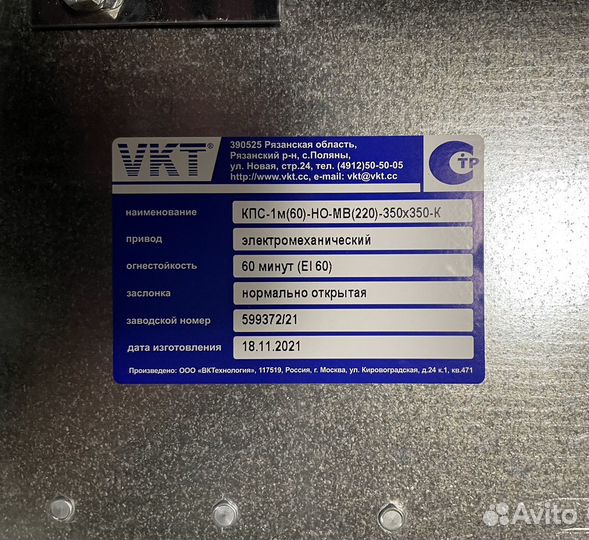 VKT®
390525 Рязанская область,
Рязанский р-н, с.Поляны,
ул. Новая, стр.24, тел. (4912)50-50-05
http://www.vkt.cc, e-mail: vkt@vkt.cc
СТР
наименование КПС-1м(60)-НО-МВ(220)-350х350-К
привод электромеханический
огнестойкость 60 минут (EI 60)
заслонка нормально открытая
заводской номер 599372/21
дата изготовления 18.11.2021
Произведено: ООО «ВКТехнология», 117519, Россия, г. Москва, ул. Кировоградская, д.24 к.1, кв.471
Avito